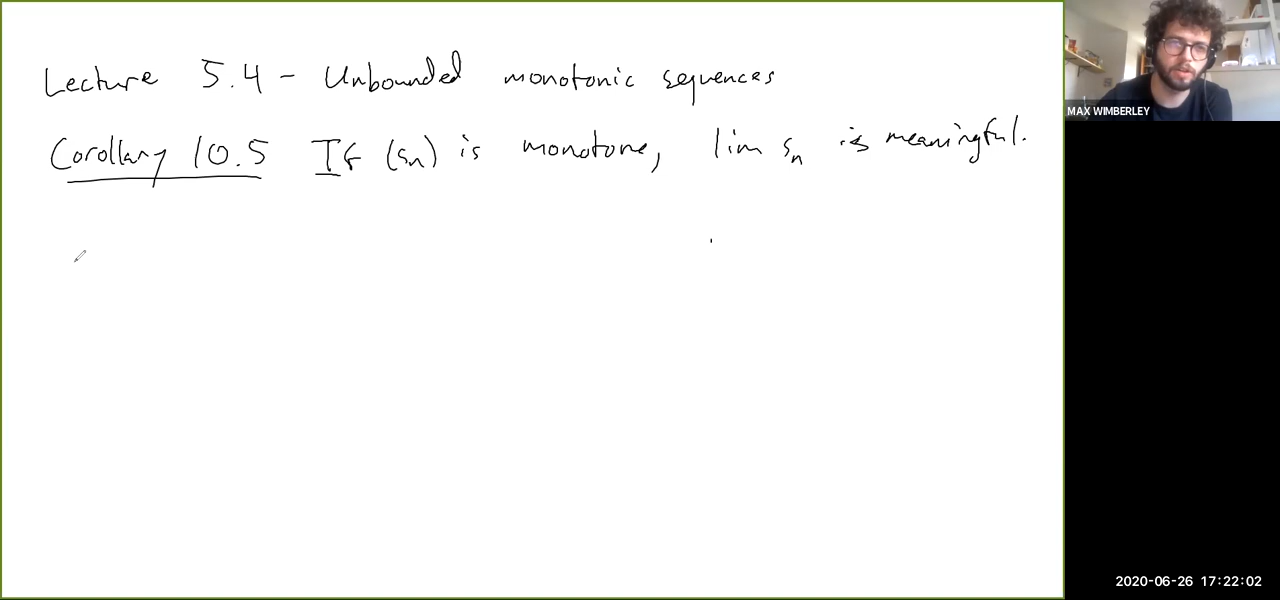 Lecture 5.4 - Unbounded monotonic sequences
Corollary 10.5 If (sn) is monotone, lim sn is meaningful.
MAX WIMBERLEY
2020-06-26 17:22:02